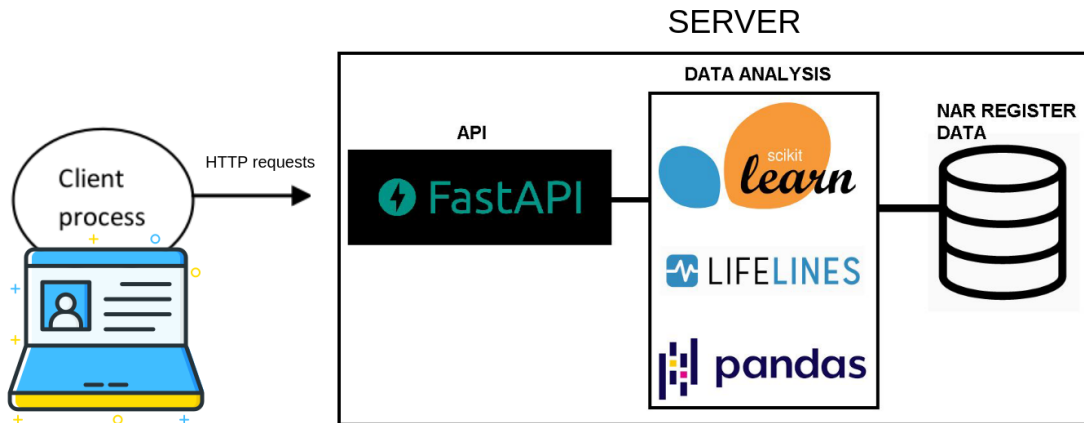 SERVER
DATA ANALYSIS
NAR REGISTER
DATA
API
HTTP requests
Client
process
FastAPI
scikit
learn
LIFELINES
pandas